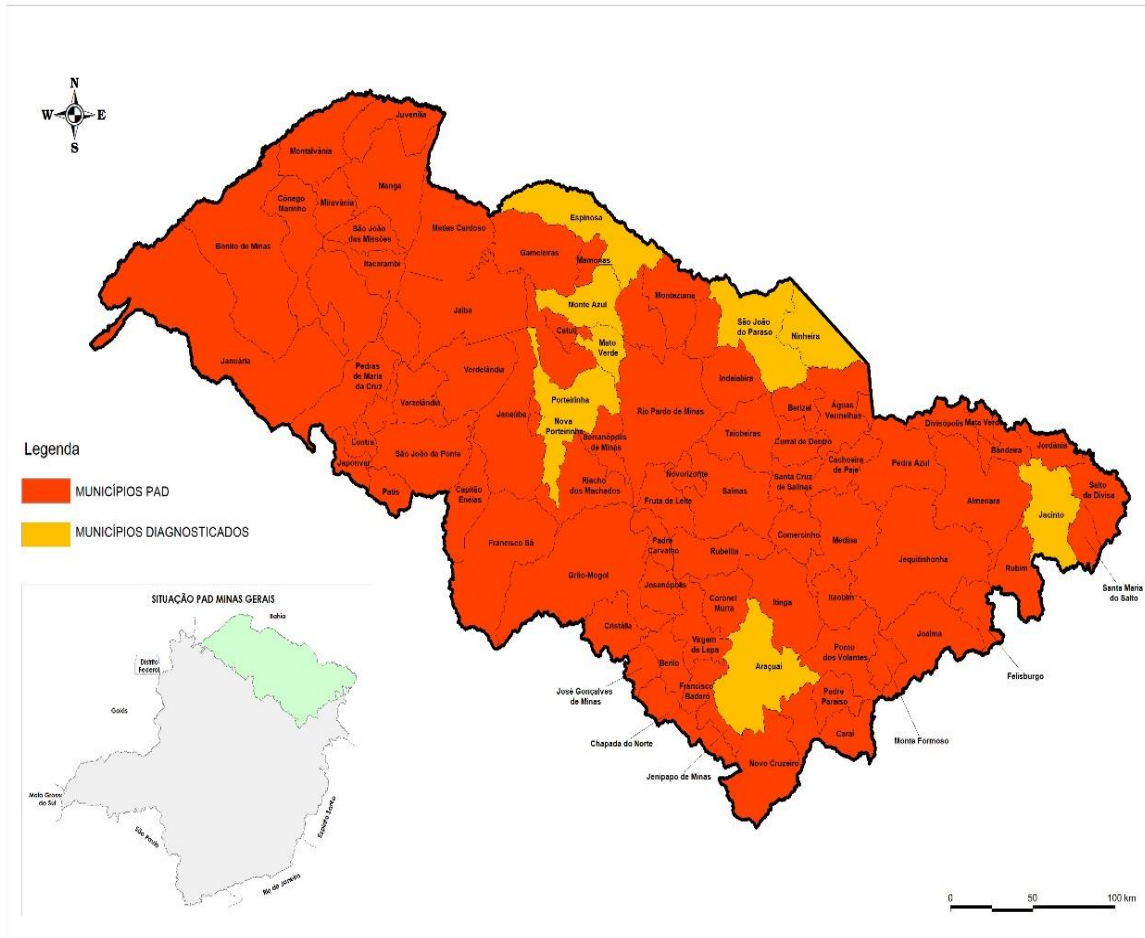 N
W
E
S
Juvenilia
Montalvânia
Manga
Cônego
Marinho
Miravânia
São João
das Missões
Bonito de Minas
Matias Cardoso
Itacarambi
Espinosa
Gameleiras
Mamonas
Monte Azul
Montezuma
Jaíba
Catuti
Mato
Verde
São João
do Paraso
Ninheira
Januária
Pedras
de Maria
da Cruz
Verdelândia
Varzelândia
Janaúba
Porteirinha
Nova
Porteirinha
Serranópolis
de Minas
Indaiabira
Rio Pardo de Minas
Berizal
Águas
Vermelhas
Taiobeiras
Curral de Dentro
Divisópolis
Mata Verde
Bandeira
Jordânia
Lontra
Japonvar
São João da Ponte
Patis
Capitão
Enéias
Riacho
dos Machados
Novorizonte
Fruta de Leite
Salinas
Santa Cruz
de Salinas
Cachoeira
de Pajeú
Pedra Azul
Almenara
Jacinto
Salto
da Divisa
Francisco Sá
Grão-Mogol
Padre
Carvalho
Josenópolis
Rubelita
Comercinho
Medina
Jequitinhonha
Rubim
Santa Maria
do Salto
Cristália
Coronel
Murta
Itinga
Itaobim
Virgem
da Lapa
Berilo
Francisco
Badaró
Araçuai
Ponto
dos Volantes
Joaíma
Felisburgo
José Gonçalves
de Minas
Padre
Paraíso
Caraí
Monte Formoso
Chapada do Norte
Jenipapo de Minas
Novo Cruzeiro
Legenda
MUNICÍPIOS PAD
MUNICÍPIOS DIAGNOSTICADOS
SITUAÇÃO PAD MINAS GERAIS
Bahia
Distrito
Federal
Goiás
Mato Grosso
do Sul
São Paulo
Espírito Santo
Rio de Janeiro
0 50 100 km